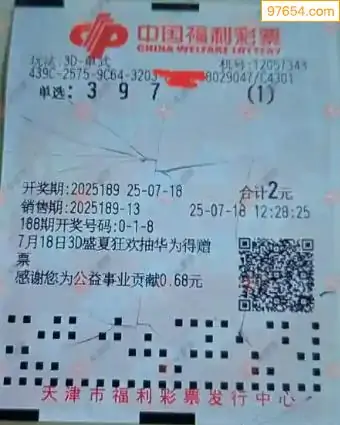 97654.com
中国福利彩票
CHINA WELFARE LOTTERY
玩法:3D-单式 机号:12057343
439C-2675-9C64-3203 8029047/C4301
单选: 3 9 7 (1)
开奖期:2025189 25-07-18 合计2元
销售期:2025189-13 25-07-18 12:28:25
188期开奖号码:0-1-8
7月18日3D盛夏狂欢抽华为得赠
票
感谢您为公益事业贡献0.68元
天津市福利彩票发行中心